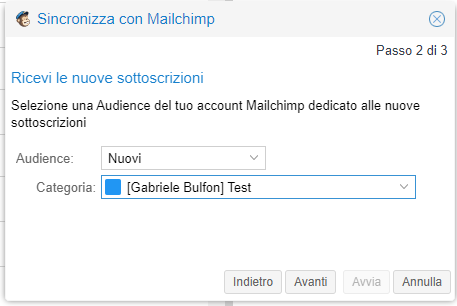 Sincronizza con Mailchimp
Passo 2 di 3
Ricevi le nuove sottoscrizioni
Selezione una Audience del tuo account Mailchimp dedicato alle nuove
sottoscrizioni
Audience: Nuovi
Categoria: [Gabriele Bulfon] Test
Indietro Avanti Avvia Annulla